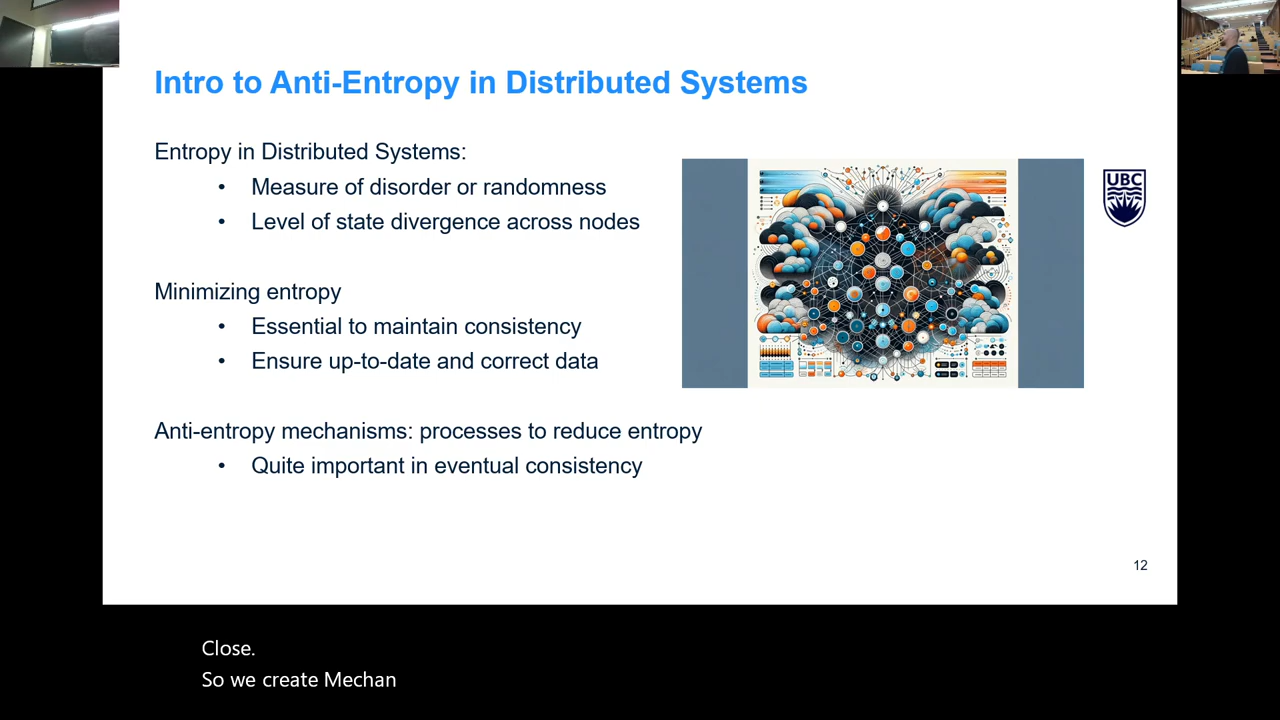 Intro to Anti-Entropy in Distributed Systems
Entropy in Distributed Systems:
• Measure of disorder or randomness
• Level of state divergence across nodes
UBC
Minimizing entropy
• Essential to maintain consistency
• Ensure up-to-date and correct data
Anti-entropy mechanisms: processes to reduce entropy
• Quite important in eventual consistency
12
Close.
So we create Mechan